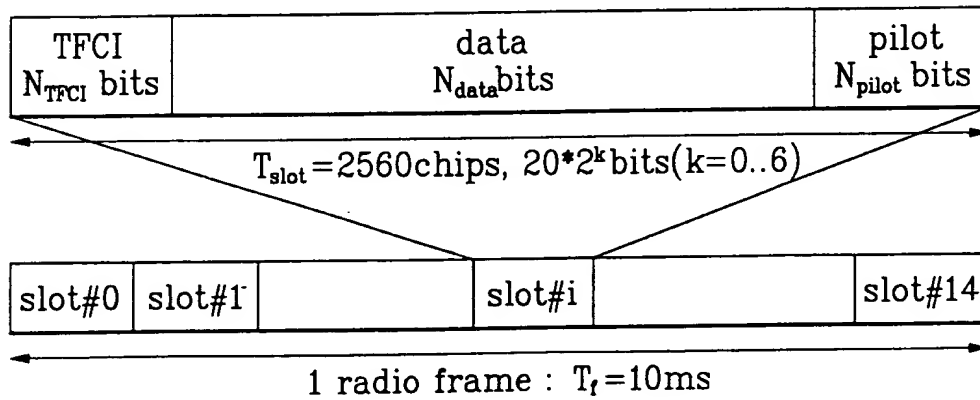 TFCI
N_TFCI bits
data
N_data bits
pilot
N_pilot bits
T_slot=2560chips, 20*2^k bits(k=0..6)
slot#0 slot#1 slot#i slot#14
1 radio frame : T_f=10ms